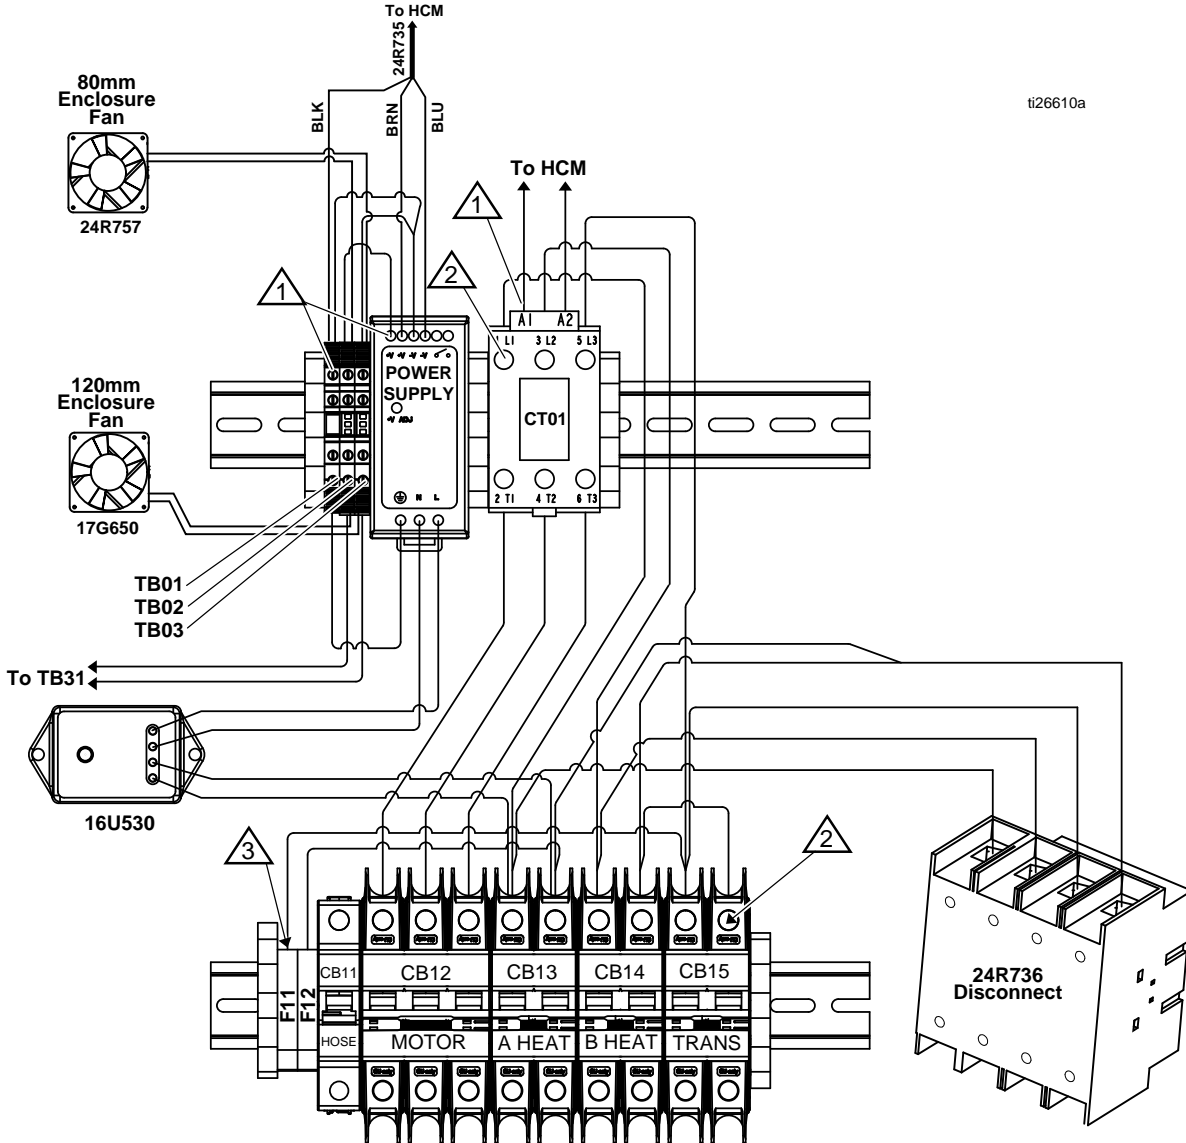 To HCM
24R735
80mm
Enclosure
Fan
BLK
BRN
BLU
ti26610a
To HCM
24R757
1
2
1
A1 A2
1 L1 3 L2 5 L3
+V +V -V -V
POWER
SUPPLY
+V ADJ
CT01
120mm
Enclosure
Fan
N L
2 T1 4 T2 6 T3
17G650
TB01
TB02
TB03
To TB31
16U530
3
2
F11
F12
CB11 CB12 CB13 CB14 CB15
HOSE MOTOR A HEAT B HEAT TRANS
24R736
Disconnect